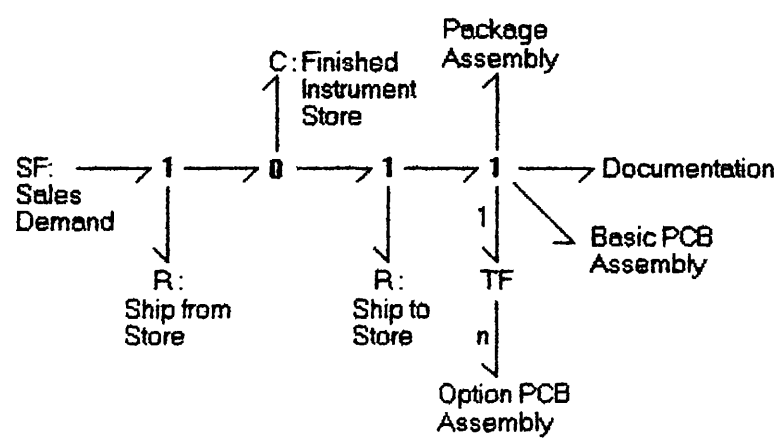 Package
Assembly
C: Finished
Instrument
Store
SF:
Sales
Demand
1
0
1
1
Documentation
1
Basic PCB
Assembly
R:
Ship from
Store
R:
Ship to
Store
TF
n
Option PCB
Assembly